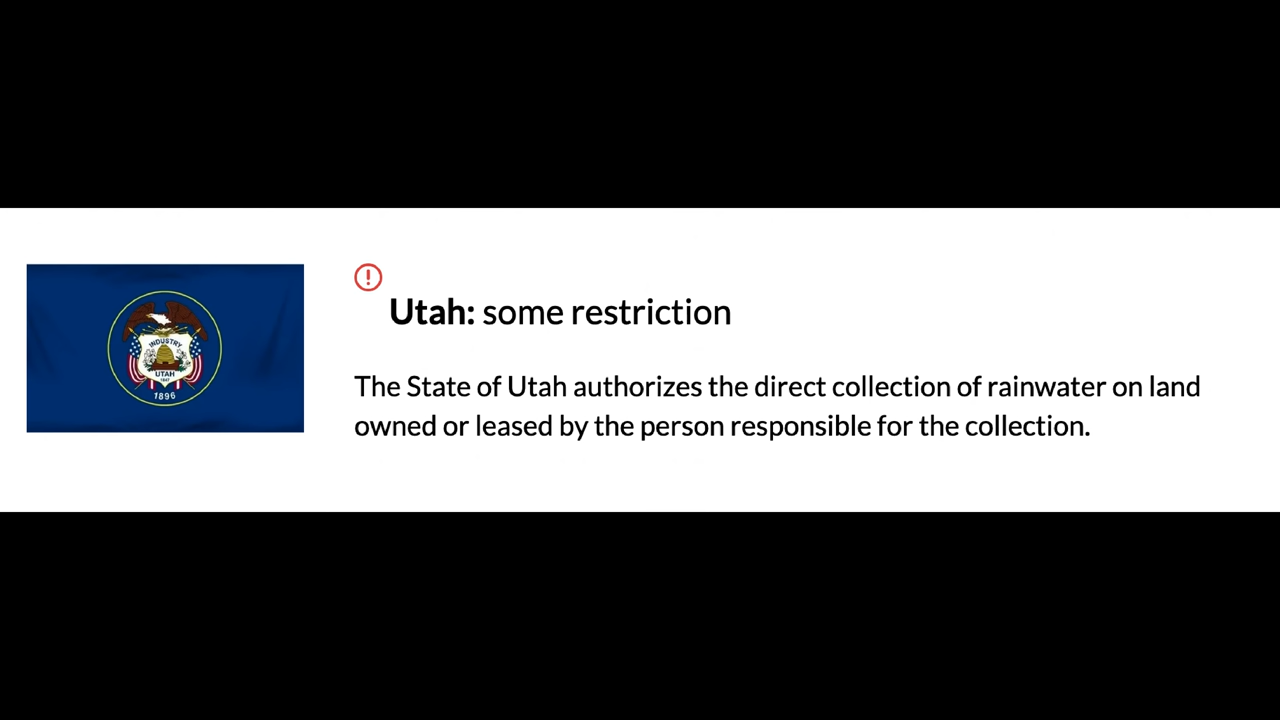 INDUSTRY
UTAH
1847
1896
Utah: some restriction
The State of Utah authorizes the direct collection of rainwater on land
owned or leased by the person responsible for the collection.